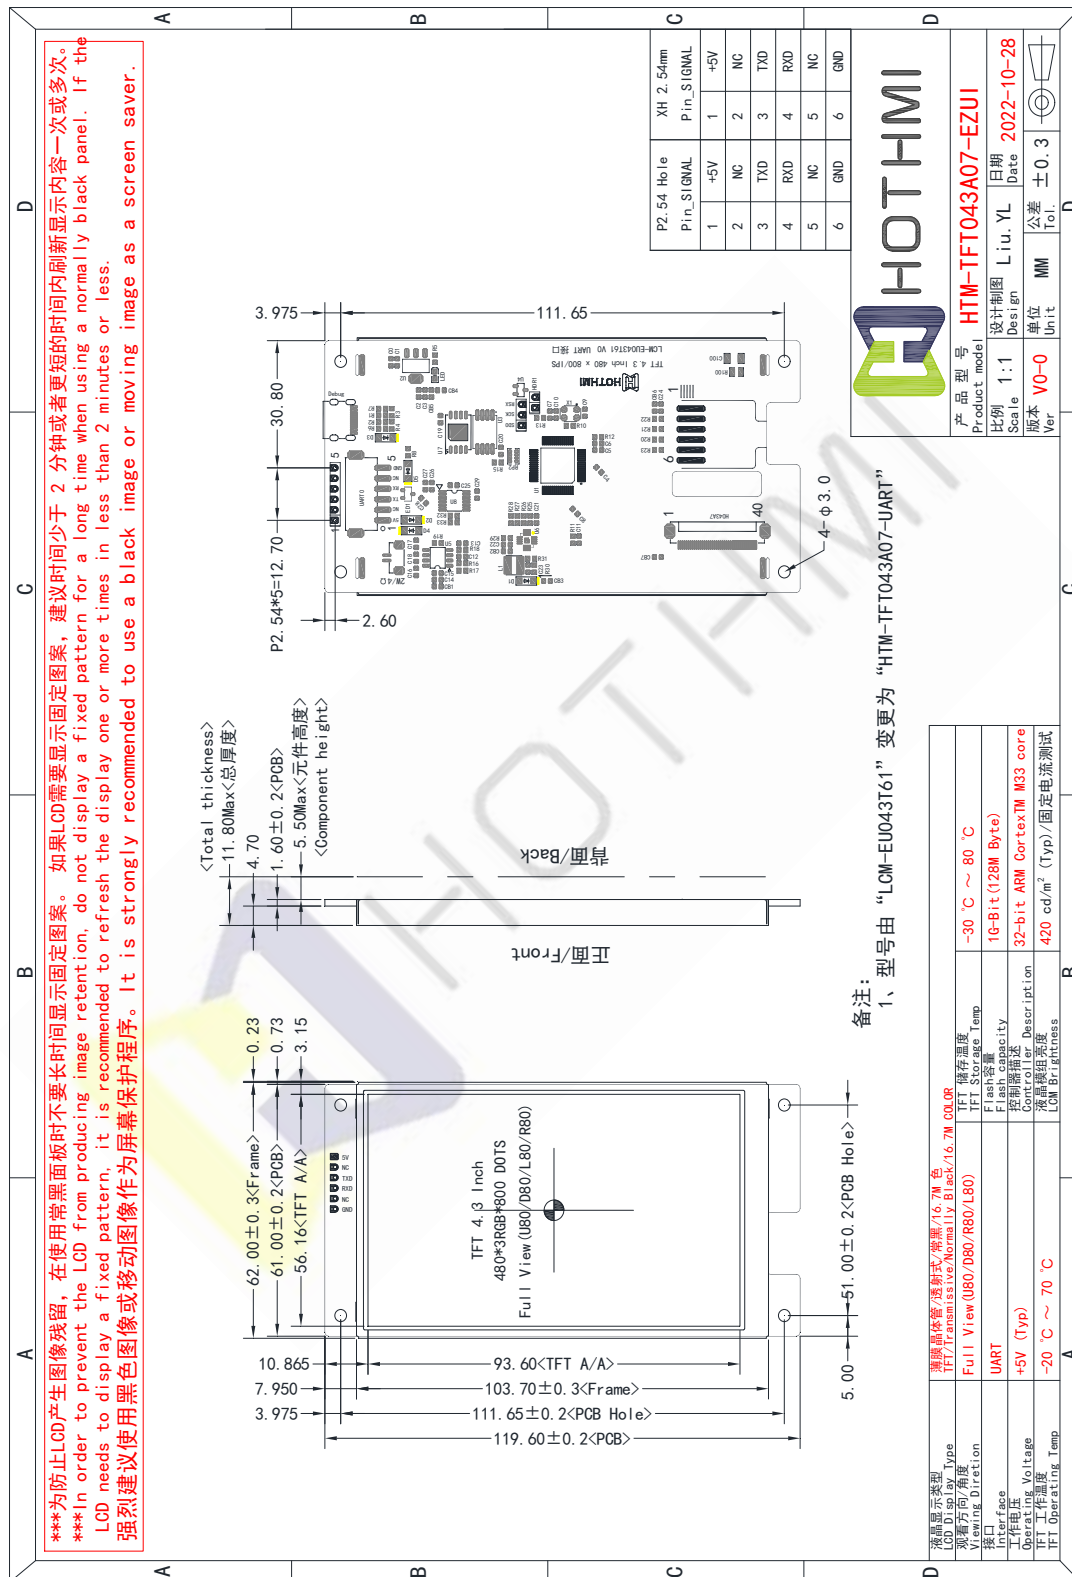 ***为防止LCD产生图像残留，在使用常黑面板时不要长时间显示固定图案。 如果LCD需要显示固定图案，建议时间少于 2 分钟或者更短的时间内刷新显示内容一次或多次。
***In order to prevent the LCD from producing image retention, do not display a fixed pattern for a long time when using a normally black panel. If the
LCD needs to display a fixed pattern, it is recommended to refresh the display one or more times in less than 2 minutes or less.
强烈建议使用黑色图像或移动图像作为屏幕保护程序。It is strongly recommended to use a black image or moving image as a screen saver.
A
B
C
D
62.00±0.3<Frame>
0.23
61.00±0.2<PCB>
0.73
56.16<TFT A/A>
3.15
5V
NC
TXD
RXD
NC
GND
TFT 4.3 Inch
480*3RGB*800 DOTS
Full View(U80/D80/L80/R80)
10.865
93.60<TFT A/A>
7.950
103.70±0.3<Frame>
3.975
111.65±0.2<PCB Hole>
119.60±0.2<PCB>
5.00
51.00±0.2<PCB Hole>
<Total thickness>
11.80Max<总厚度>
4.70
1.60±0.2<PCB>
5.50Max<元件高度>
<Component height>
正面/Front
背面/Back
P2.54*5=12.70
30.80
3.975
2.60
111.65
4-φ3.0
Debug
UART0
ZW/4Ω
HOTHMI
TFT 4.3 Inch 480 x 800/IPS
LCM-EU043T61 V0 UART 接口
HD43A7
1
40
6
1
P2.54 Hole
XH 2.54mm
Pin_SIGNAL
Pin_SIGNAL
1 +5V 1 +5V
2 NC 2 NC
3 TXD 3 TXD
4 RXD 4 RXD
5 NC 5 NC
6 GND 6 GND
备注：
1、型号由 “LCM-EU043T61” 变更为 “HTM-TFT043A07-UART”
HOTHMI
产 品 型 号
Product model
HTM-TFT043A07-EZUI
比例
Scale
1:1
设计制图
Design
Liu.YL
日期
Date
2022-10-28
版本
Ver
V0-0
单位
Unit
MM
公差
Tol.
±0.3
液晶显示类型
LCD Display Type
薄膜晶体管/透射式/常黑/16.7M 色
TFT/Transmissive/Normally Black/16.7M COLOR
观看方向/角度
Viewing Diretion
Full View(U80/D80/R80/L80)
TFT 储存温度
TFT Storage Temp
-30 ℃ ～ 80 ℃
接口
Interface
UART
Flash容量
Flash capacity
1G-Bit(128M Byte)
工作电压
Operating Voltage
+5V (Typ)
控制器描述
Controller Description
32-bit ARM CortexTM M33 core
TFT 工作温度
TFT Operating Temp
-20 ℃ ～ 70 ℃
液晶模组亮度
LCM Brightness
420 cd/m² (Typ)/固定电流测试
A
B
C
D
HOTHMI